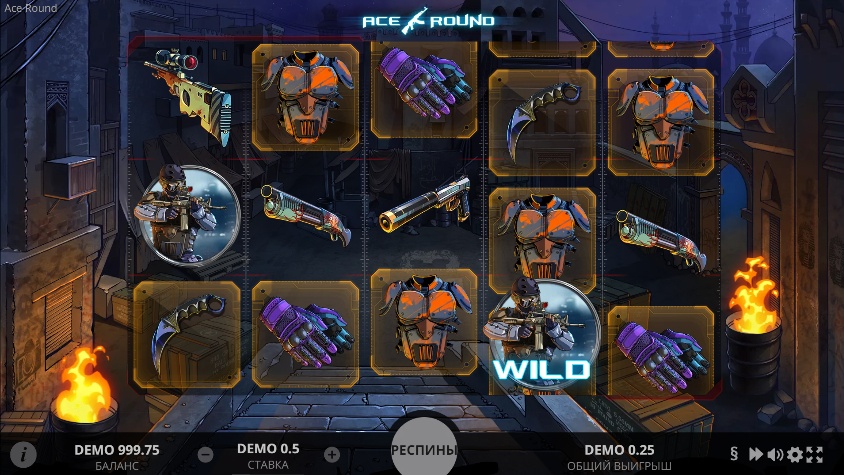 Ace-Round
ACE ROUND
WILD
DEMO 999.75
БАЛАНС
DEMO 0.5
СТАВКА
РЕСПИНЫ
DEMO 0.25
ОБЩИЙ ВЫИГРЫШ
§